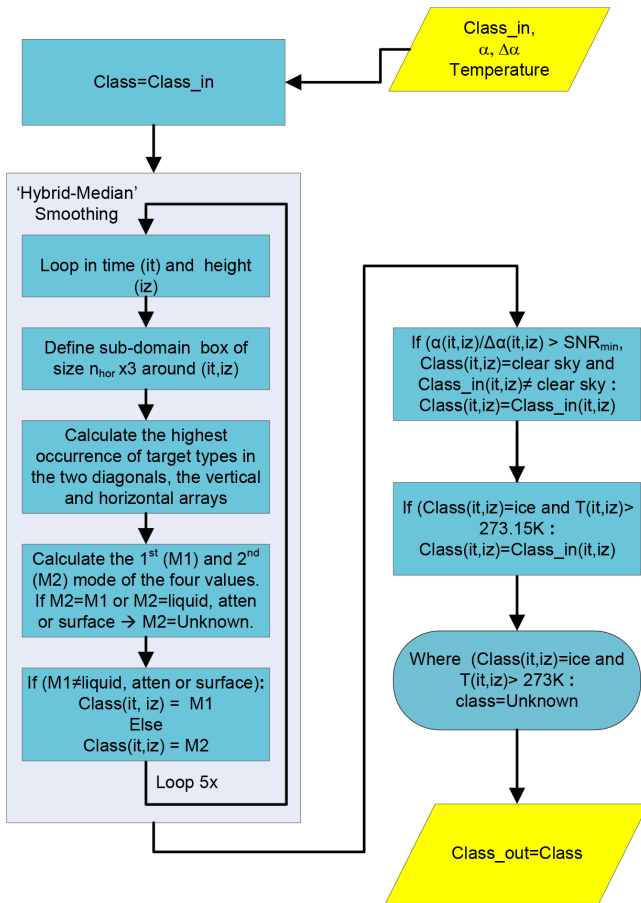 Class_in,
α, Δα
Temperature
Class=Class_in
‘Hybrid-Median’
Smoothing
Loop in time (it) and height
(iz)
Define sub-domain box of
size n_hor x3 around (it,iz)
Calculate the highest
occurrence of target types in
the two diagonals, the vertical
and horizontal arrays
Calculate the 1st (M1) and 2nd
(M2) mode of the four values.
If M2=M1 or M2=liquid, atten
or surface → M2=Unknown.
If (M1≠liquid, atten or surface):
Class(it, iz) = M1
Else
Class(it,iz) = M2
Loop 5x
If (α(it,iz)/Δα(it,iz) > SNR_min,
Class(it,iz)=clear sky and
Class_in(it,iz)≠ clear sky :
Class(it,iz)=Class_in(it,iz)
If (Class(it,iz)=ice and T(it,iz)>
273.15K :
Class(it,iz)=Class_in(it,iz)
Where (Class(it,iz)=ice and
T(it,iz)> 273K :
class=Unknown
Class_out=Class